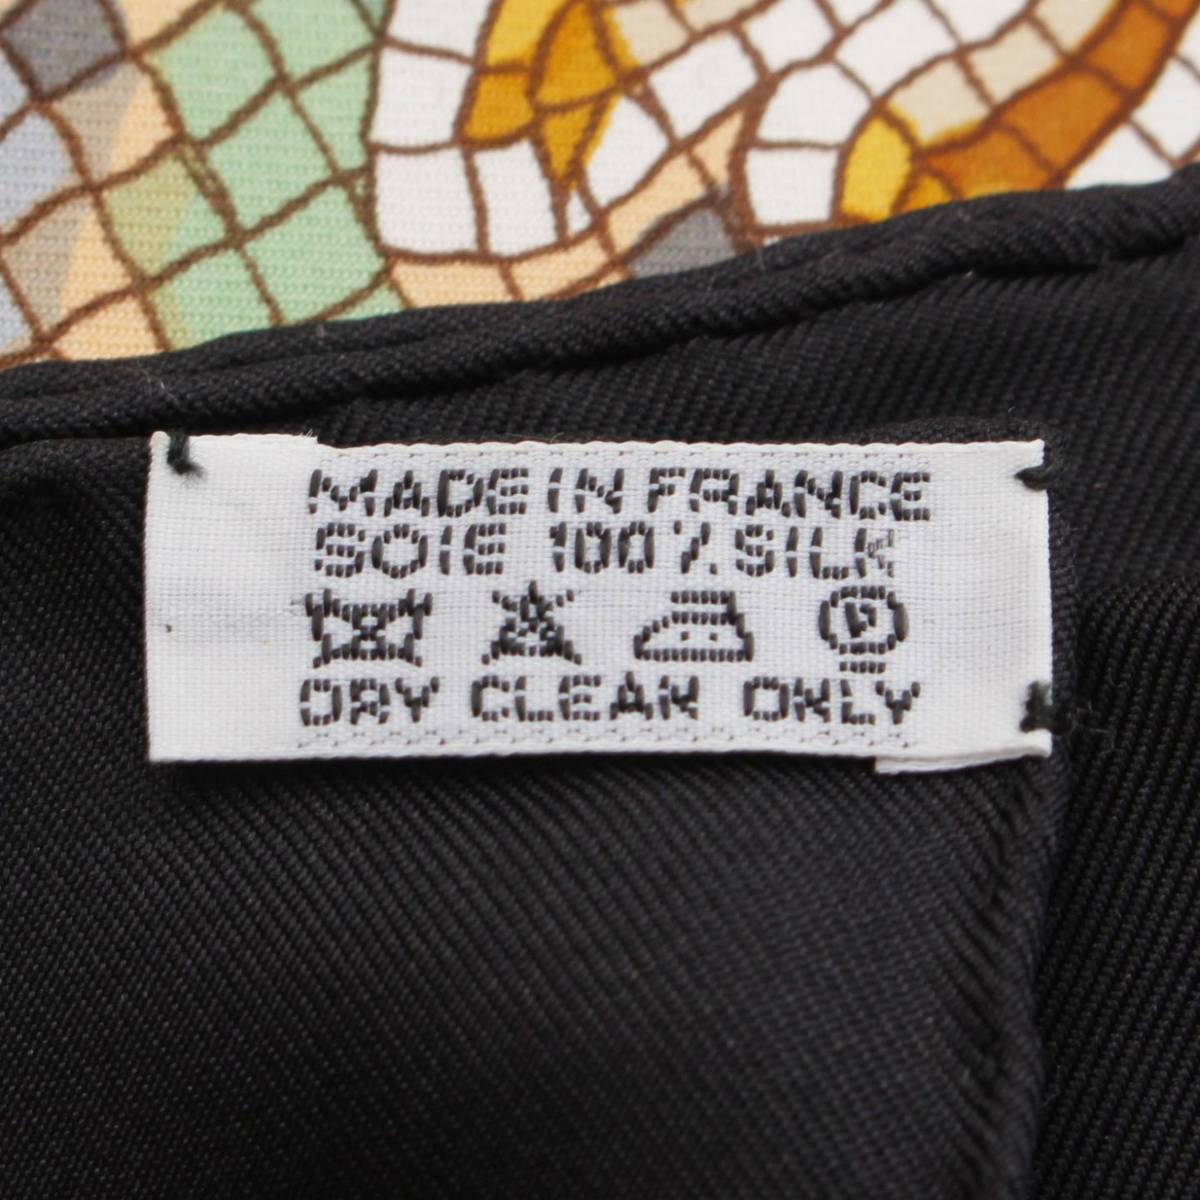 MADE IN FRANCE
SOIE 100% SILK
P
DRY CLEAN ONLY